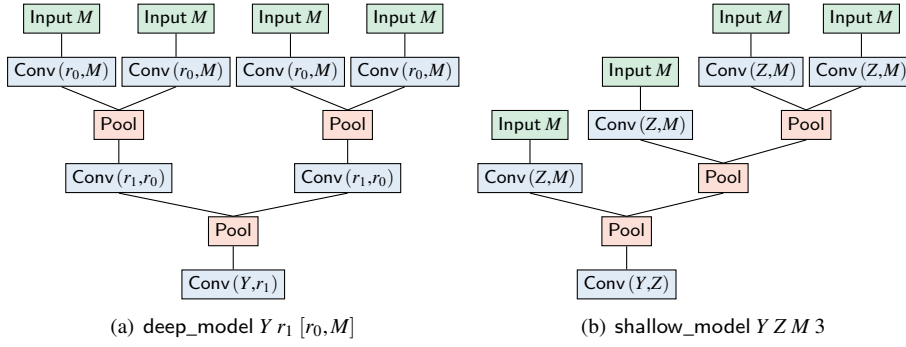 Input M Input M Input M Input M
Conv (r₀,M) Conv (r₀,M) Conv (r₀,M) Conv (r₀,M)
Pool Pool
Conv (r₁,r₀) Conv (r₁,r₀)
Pool
Conv (Y,r₁)
(a) deep_model Y r₁ [r₀,M]
Input M Input M
Input M Conv (Z,M) Conv (Z,M)
Input M Conv (Z,M) Pool
Conv (Z,M) Pool
Pool
Conv (Y,Z)
(b) shallow_model Y Z M 3